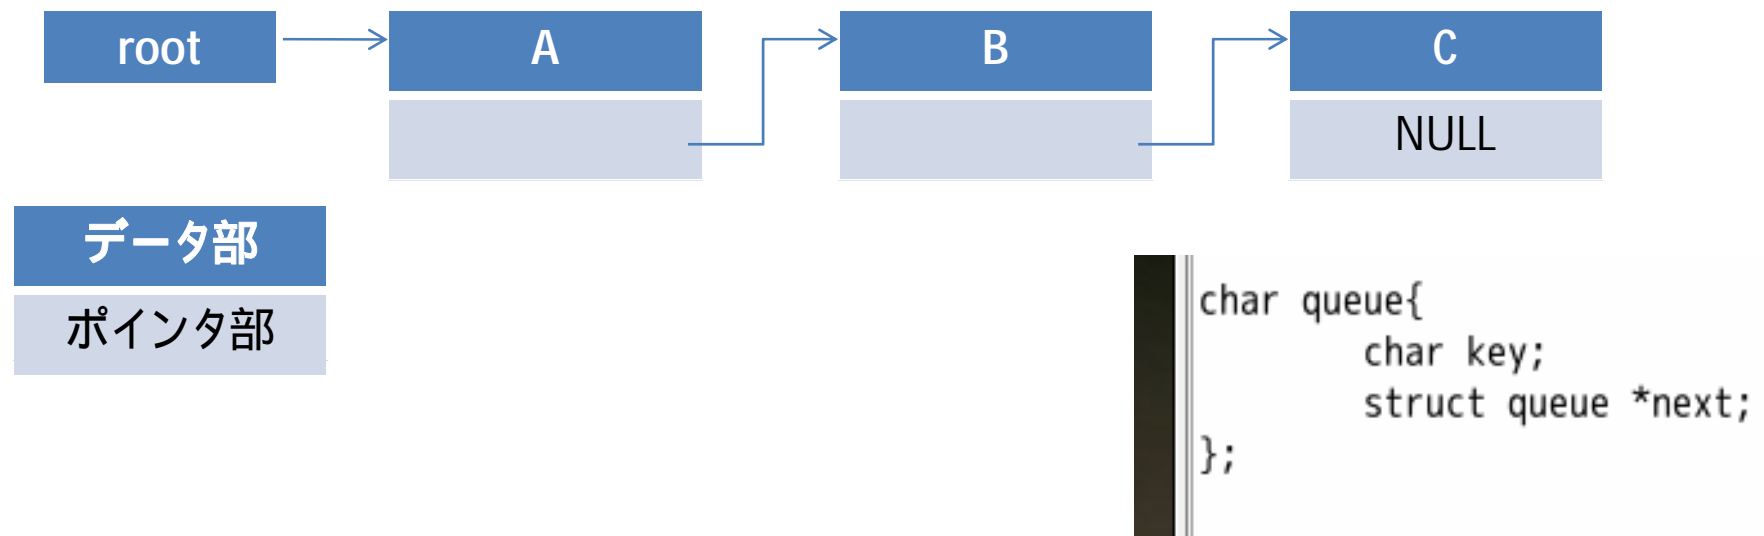 root
A
B
C
NULL
データ部
ポインタ部
char queue{
char key;
struct queue *next;
};